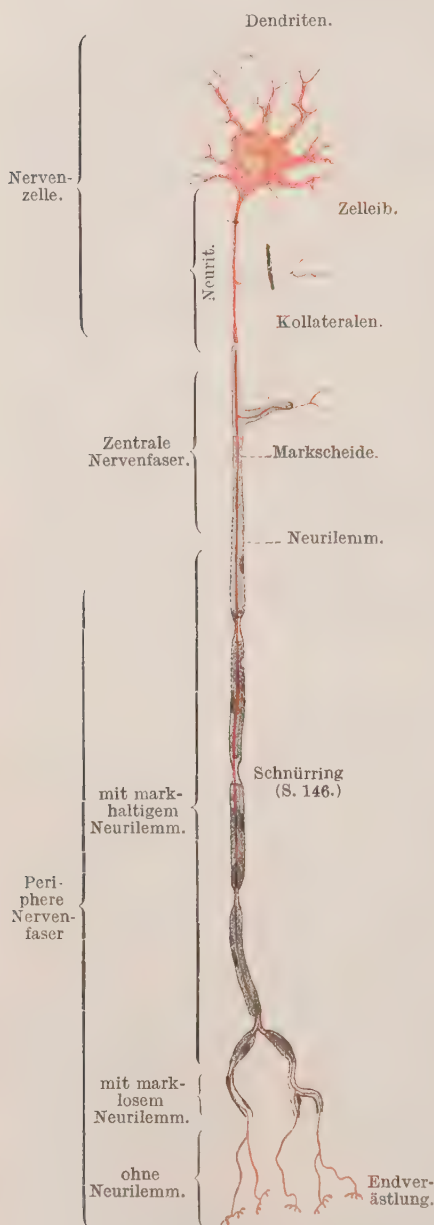 Dendriten.
Nerven-
zelle.
Zelleib.
Neurit.
Kollateralen.
Zentrale
Nervenfaser.
Markscheide.
Neurilemm.
Schnürring
(S. 146.)
mit mark-
haltigem
Neurilemm.
Peri-
phere
Nerven-
faser
mit mark-
losem
Neurilemm.
ohne
Neurilemm.
Endver-
ästlung.